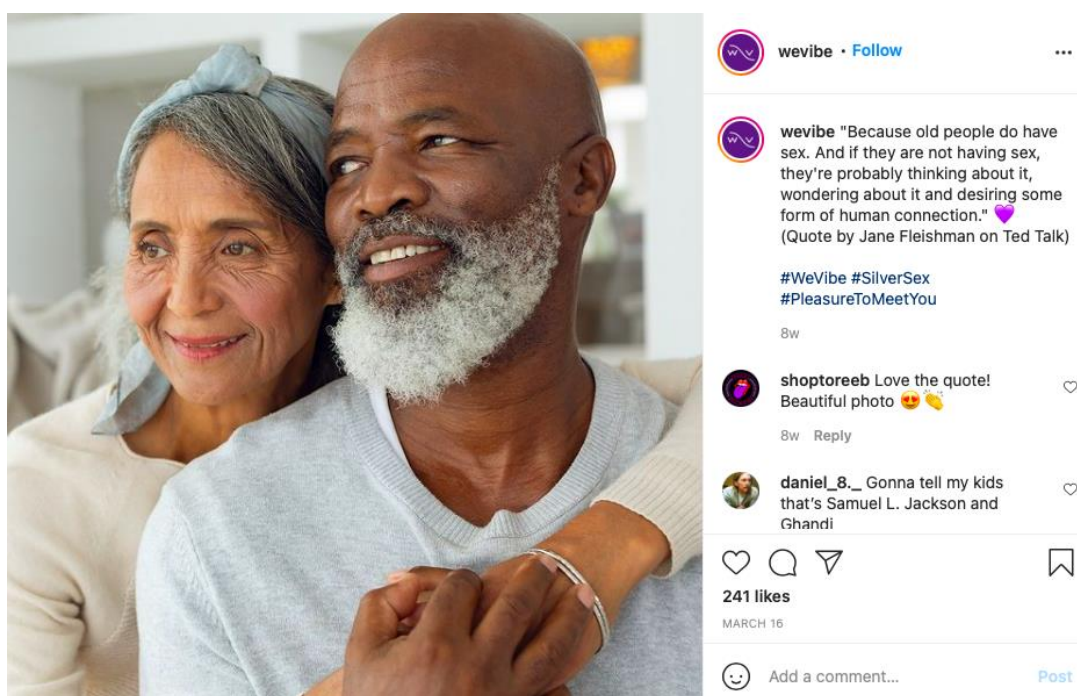 wevibe • Follow
wevibe "Because old people do have
sex. And if they are not having sex,
they're probably thinking about it,
wondering about it and desiring some
form of human connection." 💜
(Quote by Jane Fleishman on Ted Talk)
#WeVibe #SilverSex
#PleasureToMeetYou
8w
shoptoreeb Love the quote!
Beautiful photo 😍👏
8w Reply
daniel_8._ Gonna tell my kids
that's Samuel L. Jackson and
Ghandi
241 likes
MARCH 16
Add a comment... Post